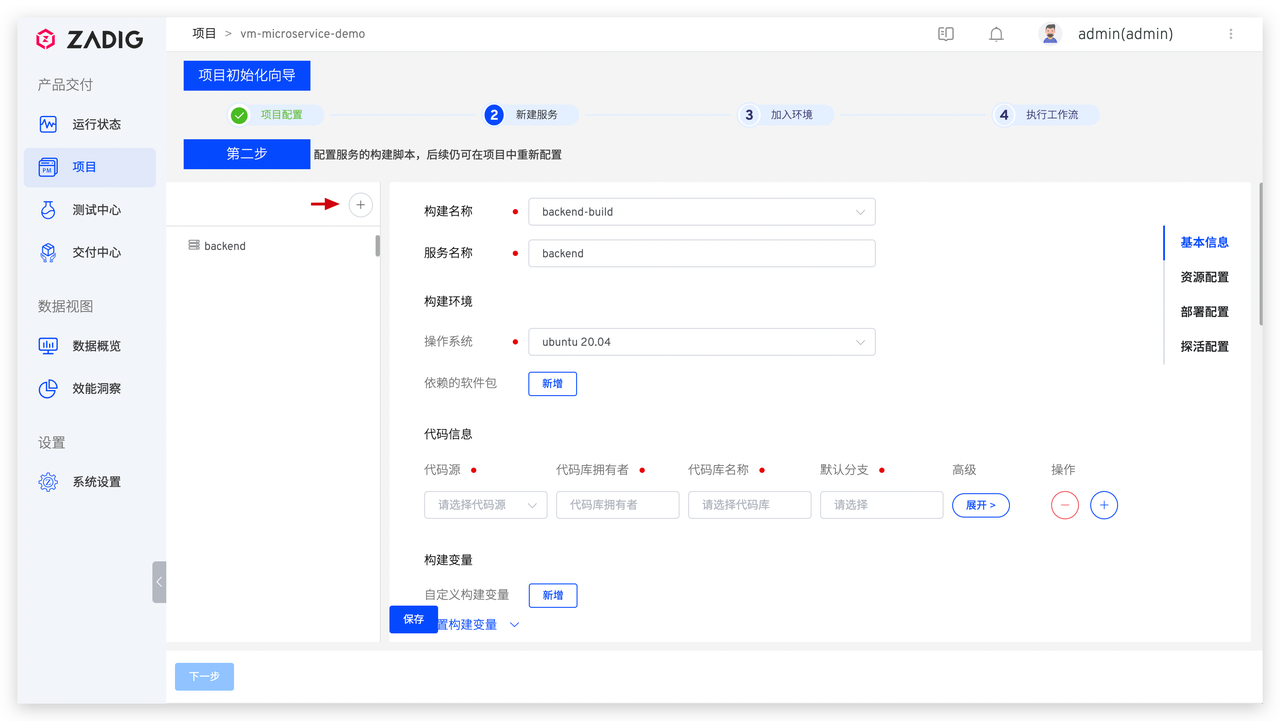 ZADIG
产品交付
运行状态
项目
测试中心
交付中心
数据视图
数据概览
效能洞察
设置
系统设置
项目 > vm-microservice-demo
admin(admin)
项目初始化向导
项目配置
2 新建服务
3 加入环境
4 执行工作流
第二步 配置服务的构建脚本，后续仍可在项目中重新配置
backend
构建名称 backend-build
服务名称 backend
构建环境
操作系统 ubuntu 20.04
依赖的软件包 新增
代码信息
代码源 代码库拥有者 代码库名称 默认分支 高级 操作
请选择代码源 代码库拥有者 请选择代码库 请选择 展开 >
构建变量
自定义构建变量 新增
保存 置构建变量
基本信息
资源配置
部署配置
探活配置
下一步